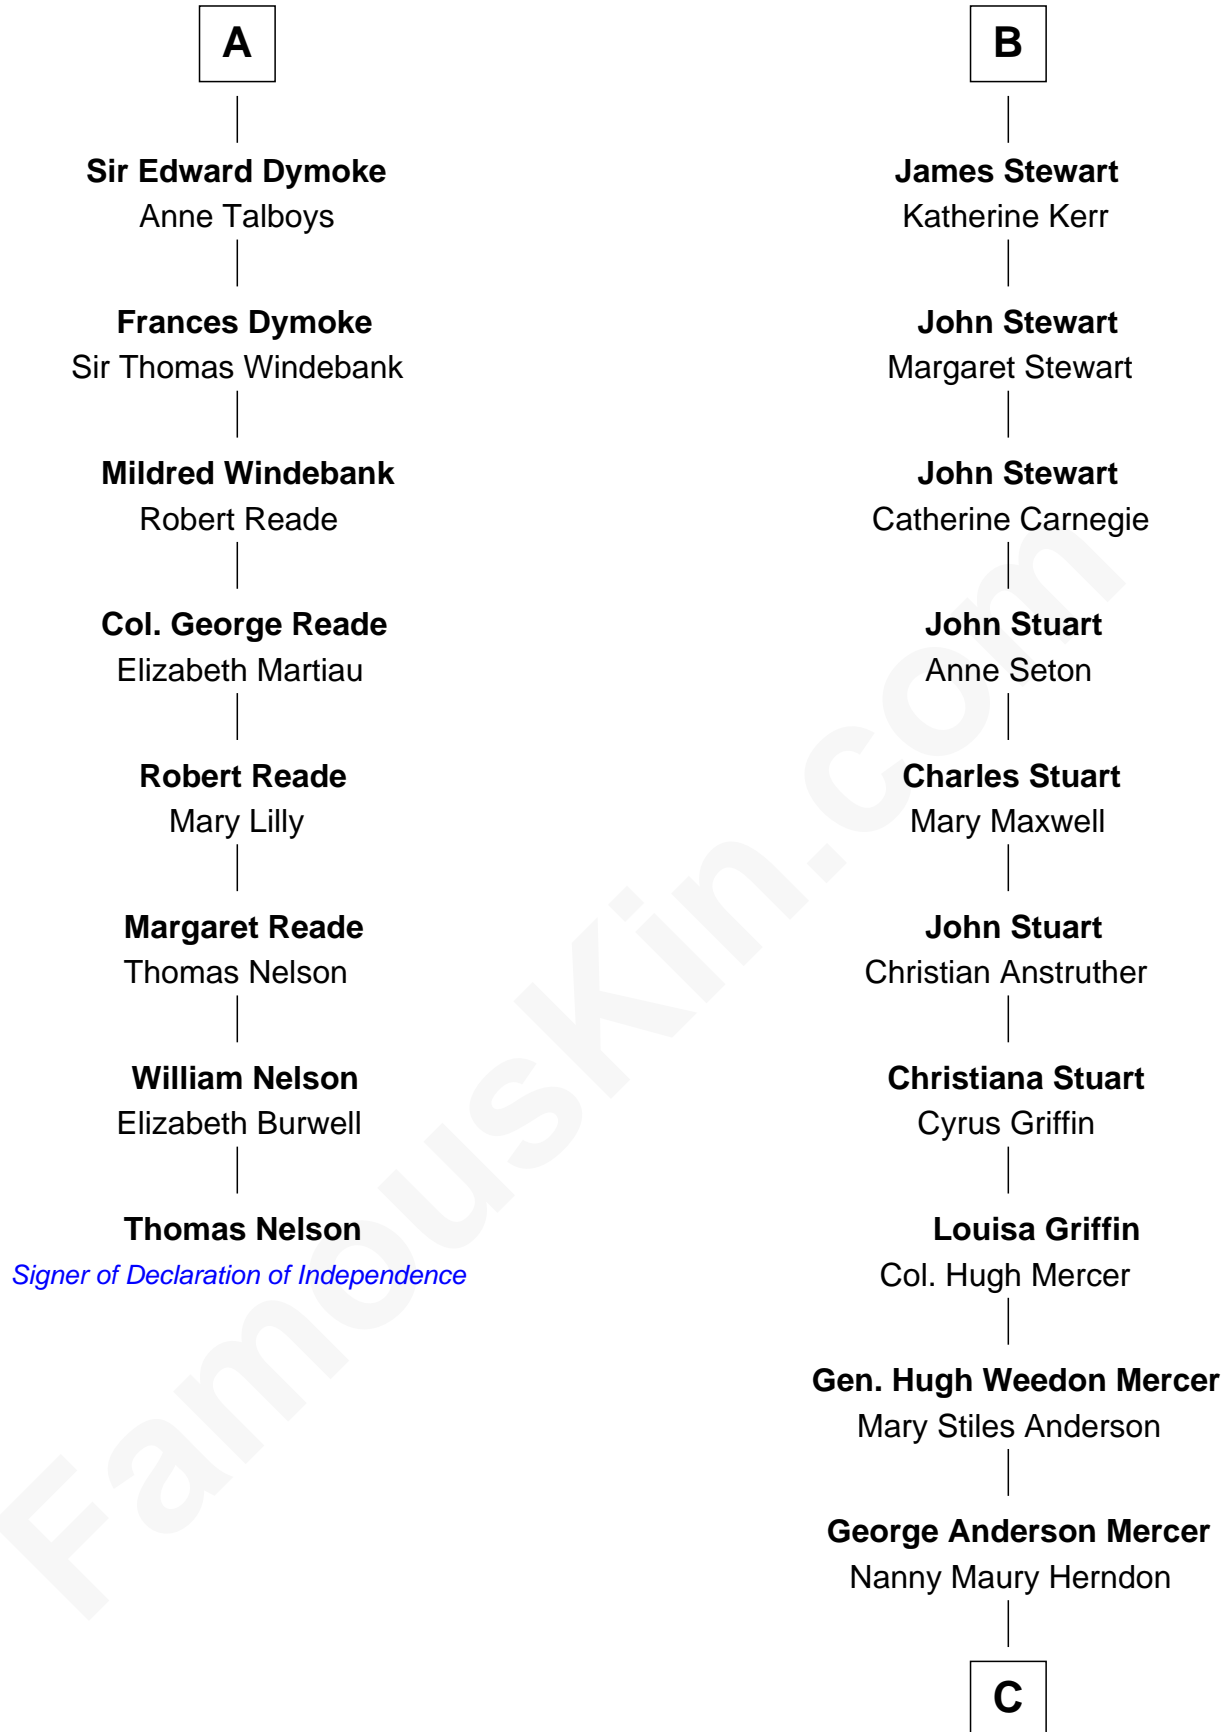 A
Sir Edward Dymoke
Anne Talboys
Frances Dymoke
Sir Thomas Windebank
Mildred Windebank
Robert Reade
Col. George Reade
Elizabeth Martiau
Robert Reade
Mary Lilly
Margaret Reade
Thomas Nelson
William Nelson
Elizabeth Burwell
Thomas Nelson
Signer of Declaration of Independence
B
James Stewart
Katherine Kerr
John Stewart
Margaret Stewart
John Stewart
Catherine Carnegie
John Stuart
Anne Seton
Charles Stuart
Mary Maxwell
John Stuart
Christian Anstruther
Christiana Stuart
Cyrus Griffin
Louisa Griffin
Col. Hugh Mercer
Gen. Hugh Weedon Mercer
Mary Stiles Anderson
George Anderson Mercer
Nanny Maury Herndon
C
FamousKin.com